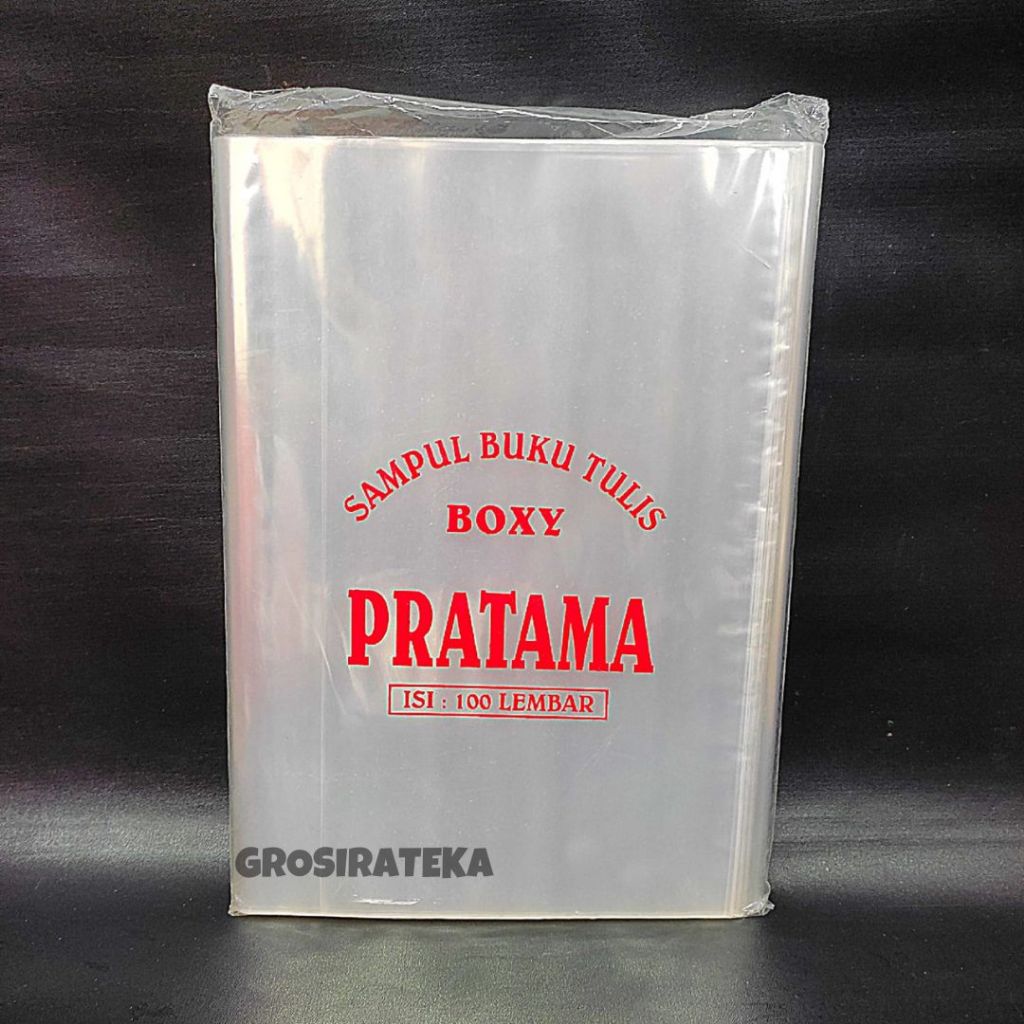 SAMPUL BUKU TULIS
BOXY
PRATAMA
ISI : 100 LEMBAR
GROSIRATEKA